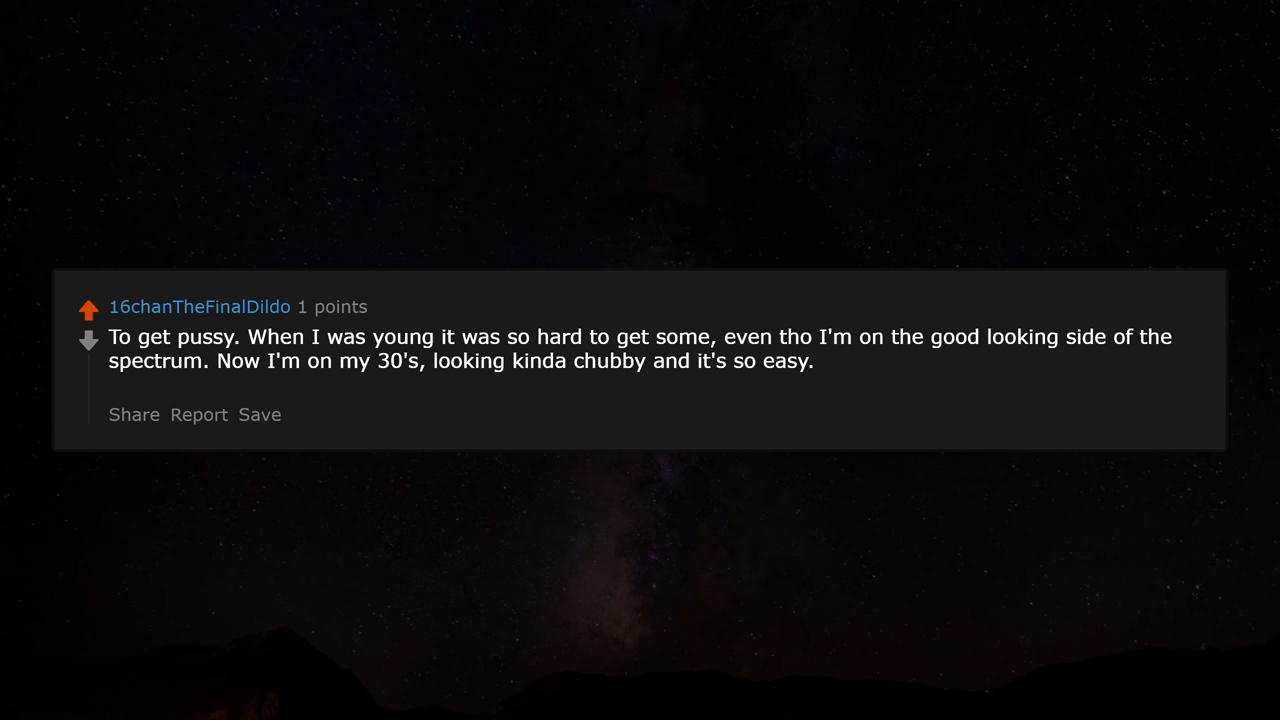 16chanTheFinalDildo 1 points
To get pussy. When I was young it was so hard to get some, even tho I'm on the good looking side of the
spectrum. Now I'm on my 30's, looking kinda chubby and it's so easy.
Share Report Save